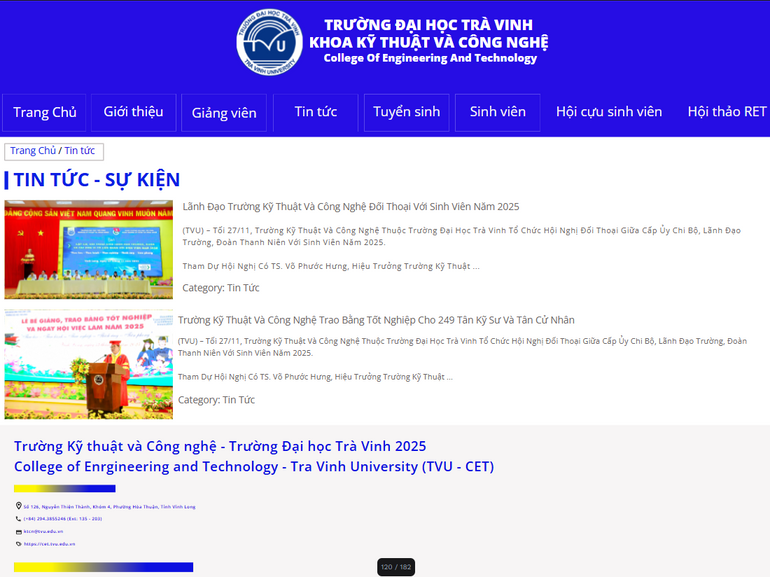 TRƯỜNG ĐẠI HỌC TRÀ VINH
KHOA KỸ THUẬT VÀ CÔNG NGHỆ
College Of Engineering And Technology
TRƯỜNG ĐẠI HỌC TRÀ VINH
TVU
TRA VINH UNIVERSITY
Trang Chủ
Giới thiệu
Giảng viên
Tin tức
Tuyển sinh
Sinh viên
Hội cựu sinh viên
Hội thảo RET
Trang Chủ / Tin tức
TIN TỨC - SỰ KIỆN
ĐẢNG CỘNG SẢN VIỆT NAM QUANG VINH MUÔN NĂM
Lãnh Đạo Trường Kỹ Thuật Và Công Nghệ Đối Thoại Với Sinh Viên Năm 2025
(TVU) – Tối 27/11, Trường Kỹ Thuật Và Công Nghệ Thuộc Trường Đại Học Trà Vinh Tổ Chức Hội Nghị Đối Thoại Giữa Cấp Ủy Chi Bộ, Lãnh Đạo
Trường, Đoàn Thanh Niên Với Sinh Viên Năm 2025.
Tham Dự Hội Nghị Có TS. Võ Phước Hưng, Hiệu Trưởng Trường Kỹ Thuật ...
Category: Tin Tức
LỄ BẾ GIẢNG, TRAO BẰNG TỐT NGHIỆP
VÀ NGÀY HỘI VIỆC LÀM NĂM 2025
Trường Kỹ Thuật Và Công Nghệ Trao Bằng Tốt Nghiệp Cho 249 Tân Kỹ Sư Và Tân Cử Nhân
(TVU) – Tối 27/11, Trường Kỹ Thuật Và Công Nghệ Thuộc Trường Đại Học Trà Vinh Tổ Chức Hội Nghị Đối Thoại Giữa Cấp Ủy Chi Bộ, Lãnh Đạo Trường, Đoàn
Thanh Niên Với Sinh Viên Năm 2025.
Tham Dự Hội Nghị Có TS. Võ Phước Hưng, Hiệu Trưởng Trường Kỹ Thuật ...
Category: Tin Tức
Trường Kỹ thuật và Công nghệ - Trường Đại học Trà Vinh 2025
College of Enrgineering and Technology - Tra Vinh University (TVU - CET)
Số 126, Nguyễn Thiện Thành, Khóm 4, Phường Hòa Thuận, Tỉnh Vĩnh Long
(+84) 294.3855246 (Ext: 135 - 203)
ktcn@tvu.edu.vn
https://cet.tvu.edu.vn
120 / 182